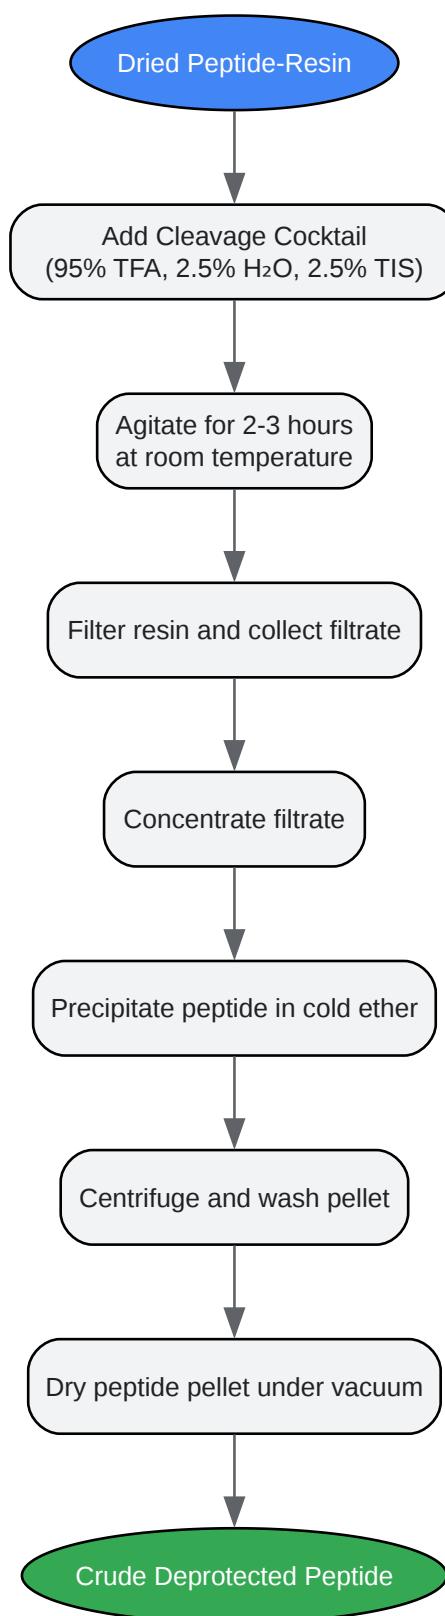 Dried Peptide-Resin
Add Cleavage Cocktail
(95% TFA, 2.5% H₂O, 2.5% TIS)
Agitate for 2-3 hours
at room temperature
Filter resin and collect filtrate
Concentrate filtrate
Precipitate peptide in cold ether
Centrifuge and wash pellet
Dry peptide pellet under vacuum
Crude Deprotected Peptide